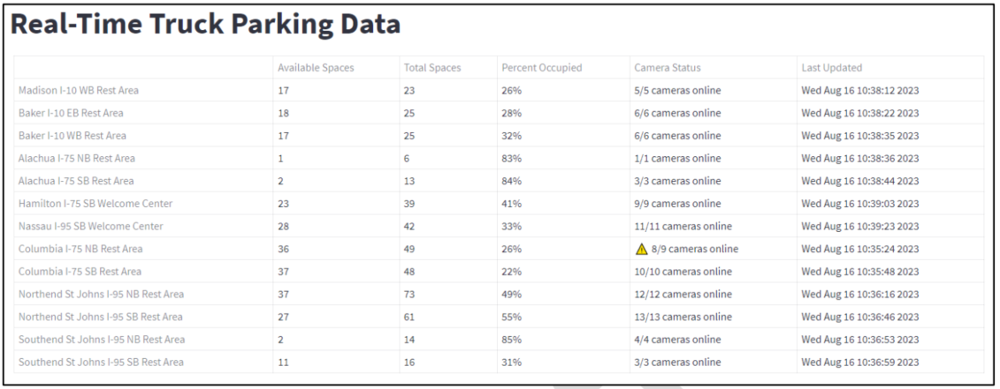 Real-Time Truck Parking Data
Available Spaces Total Spaces Percent Occupied Camera Status Last Updated
Madison I-10 WB Rest Area 17 23 26% 5/5 cameras online Wed Aug 16 10:38:12 2023
Baker I-10 EB Rest Area 18 25 28% 6/6 cameras online Wed Aug 16 10:38:22 2023
Baker I-10 WB Rest Area 17 25 32% 6/6 cameras online Wed Aug 16 10:38:35 2023
Alachua I-75 NB Rest Area 1 6 83% 1/1 cameras online Wed Aug 16 10:38:36 2023
Alachua I-75 SB Rest Area 2 13 84% 3/3 cameras online Wed Aug 16 10:38:44 2023
Hamilton I-75 SB Welcome Center 23 39 41% 9/9 cameras online Wed Aug 16 10:39:03 2023
Nassau I-95 SB Welcome Center 28 42 33% 11/11 cameras online Wed Aug 16 10:39:23 2023
Columbia I-75 NB Rest Area 36 49 26% 8/9 cameras online Wed Aug 16 10:35:24 2023
Columbia I-75 SB Rest Area 37 48 22% 10/10 cameras online Wed Aug 16 10:35:48 2023
Northend St Johns I-95 NB Rest Area 37 73 49% 12/12 cameras online Wed Aug 16 10:36:16 2023
Northend St Johns I-95 SB Rest Area 27 61 55% 13/13 cameras online Wed Aug 16 10:36:46 2023
Southend St Johns I-95 NB Rest Area 2 14 85% 4/4 cameras online Wed Aug 16 10:36:53 2023
Southend St Johns I-95 SB Rest Area 11 16 31% 3/3 cameras online Wed Aug 16 10:36:59 2023